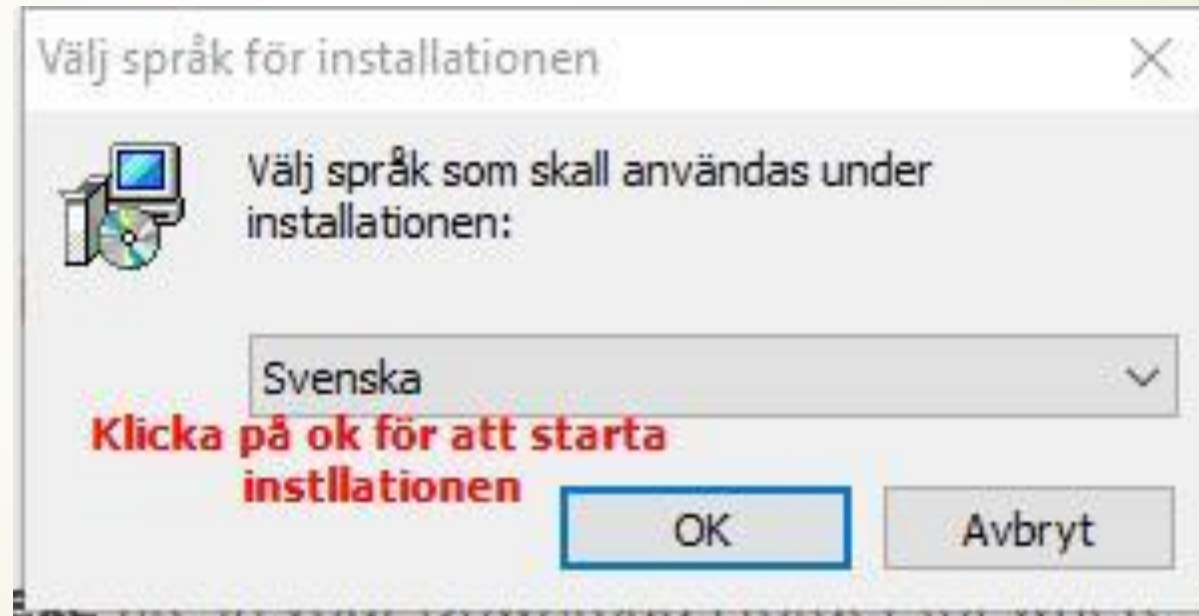 Välj språk för installationen
Välj språk som skall användas under
installationen:
Svenska
Klicka på ok för att starta
instllationen
OK
Avbryt